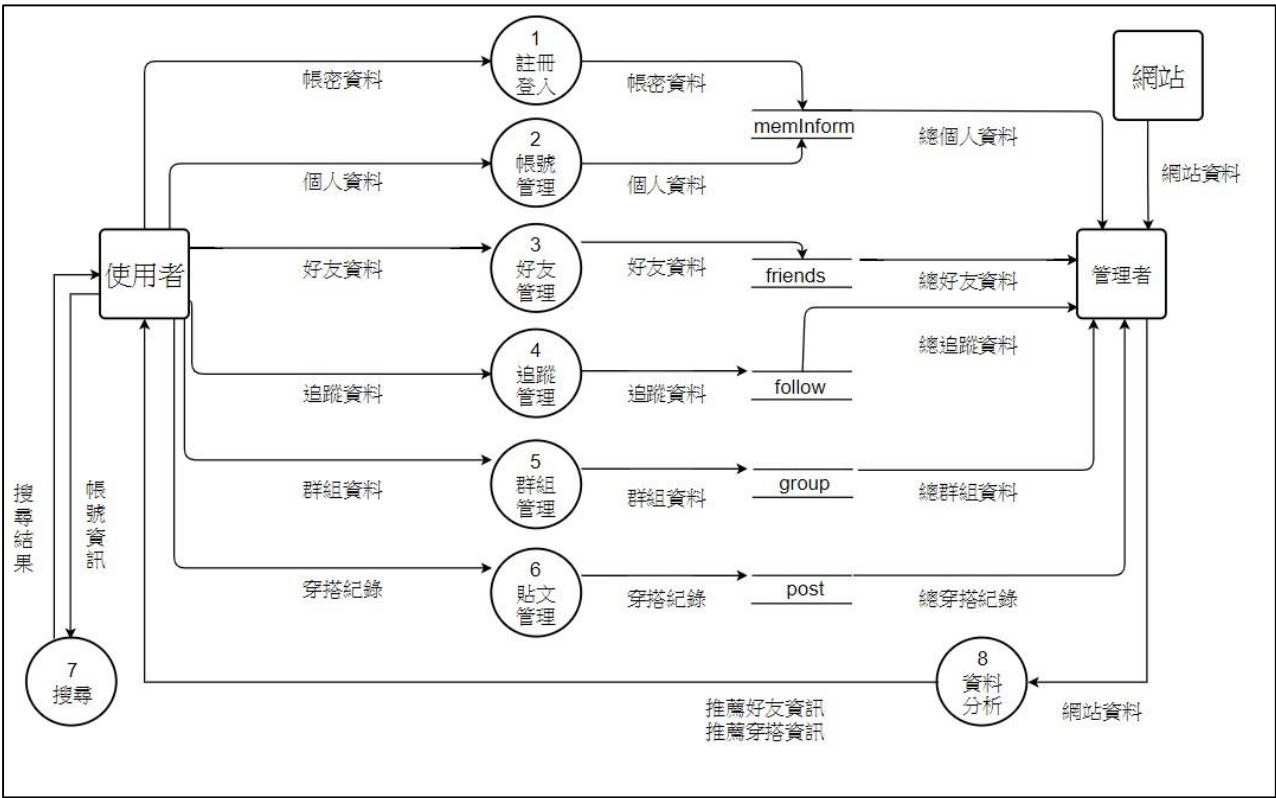 1
註冊
登入
網站
帳密資料
帳密資料
memInform
總個人資料
2
帳號
管理
個人資料
個人資料
網站資料
使用者
3
好友
管理
好友資料
好友資料
friends
總好友資料
管理者
4
追蹤
管理
追蹤資料
追蹤資料
follow
總追蹤資料
5
群組
管理
群組資料
群組資料
group
總群組資料
搜尋結果
帳號資訊
6
貼文
管理
穿搭紀錄
穿搭紀錄
post
總穿搭紀錄
7
搜尋
8
資料
分析
推薦好友資訊
推薦穿搭資訊
網站資料